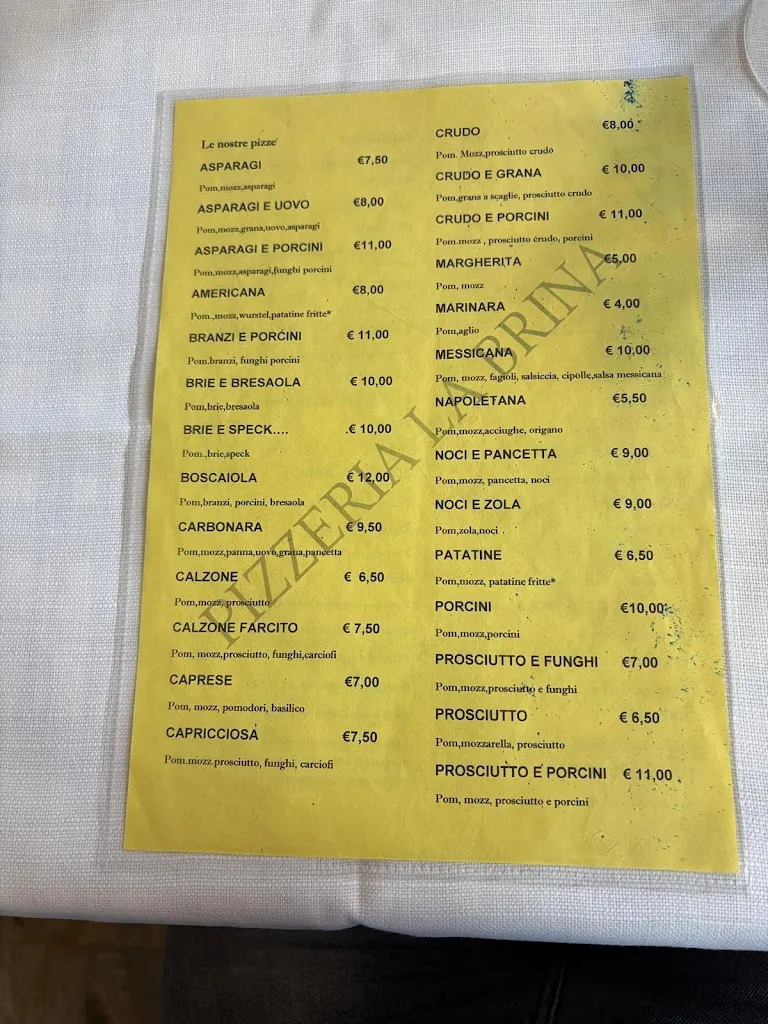 Le nostre pizze
ASPARAGI €7,50
Pom,mozz,asparagi
ASPARAGI E UOVO €8,00
Pom,mozz,grana,uovo,asparagi
ASPARAGI E PORCINI €11,00
Pom,mozz,asparagi,funghi porcini
AMERICANA €8,00
Pom.,mozz,wurstel,patatine fritte*
BRANZI E PORCINI € 11,00
Pom.branzi, funghi porcini
BRIE E BRESAOLA € 10,00
Pom,brie,bresaola
BRIE E SPECK.... .€ 10,00
Pom.,brie,speck
BOSCAIOLA € 12,00
Pom,branzi, porcini, bresaola
CARBONARA € 9,50
Pom,mozz,panna,uovo,grana,pancetta
CALZONE € 6,50
Pom,mozz, prosciutto
CALZONE FARCITO € 7,50
Pom, mozz,prosciutto, funghi,carciofi
CAPRESE €7,00
Pom, mozz, pomodori, basilico
CAPRICCIOSA €7,50
Pom.mozz.prosciutto, funghi, carciofi
CRUDO €8,00
Pom. Mozz,prosciutto crudo
CRUDO E GRANA € 10,00
Pom,grana a scaglie, prosciutto crudo
CRUDO E PORCINI € 11,00
Pom.mozz , prosciutto crudo, porcini
MARGHERITA €5,00
Pom, mozz
MARINARA € 4,00
Pom,aglio
MESSICANA € 10,00
Pom, mozz, fagioli, salsiccia, cipolle,salsa messicana
NAPOLETANA €5,50
Pom,mozz,acciughe, origano
NOCI E PANCETTA € 9,00
Pom,mozz, pancetta, noci
NOCI E ZOLA € 9,00
Pom,zola,noci
PATATINE € 6,50
Pom,mozz, patatine fritte*
PORCINI €10,00
Pom,mozz,porcini
PROSCIUTTO E FUNGHI €7,00
Pom,mozz,prosciutto e funghi
PROSCIUTTO € 6,50
Pom,mozzarella, prosciutto
PROSCIUTTO E PORCINI € 11,00
Pom, mozz, prosciutto e porcini
PIZZERIA LA BRINA